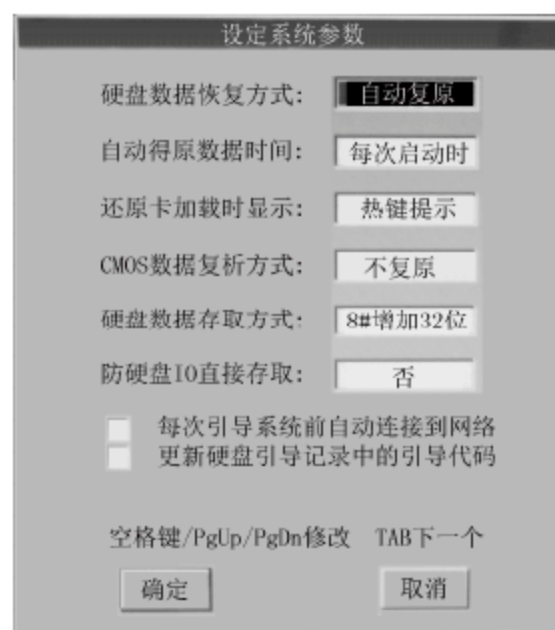 设定系统参数
硬盘数据恢复方式: 自动复原
自动得原数据时间: 每次启动时
还原卡加载时显示: 热键提示
CMOS数据复析方式: 不复原
硬盘数据存取方式: 8#增加32位
防硬盘IO直接存取: 否
每次引导系统前自动连接到网络
更新硬盘引导记录中的引导代码
空格键/PgUp/PgDn修改 TAB下一个
确定 取消